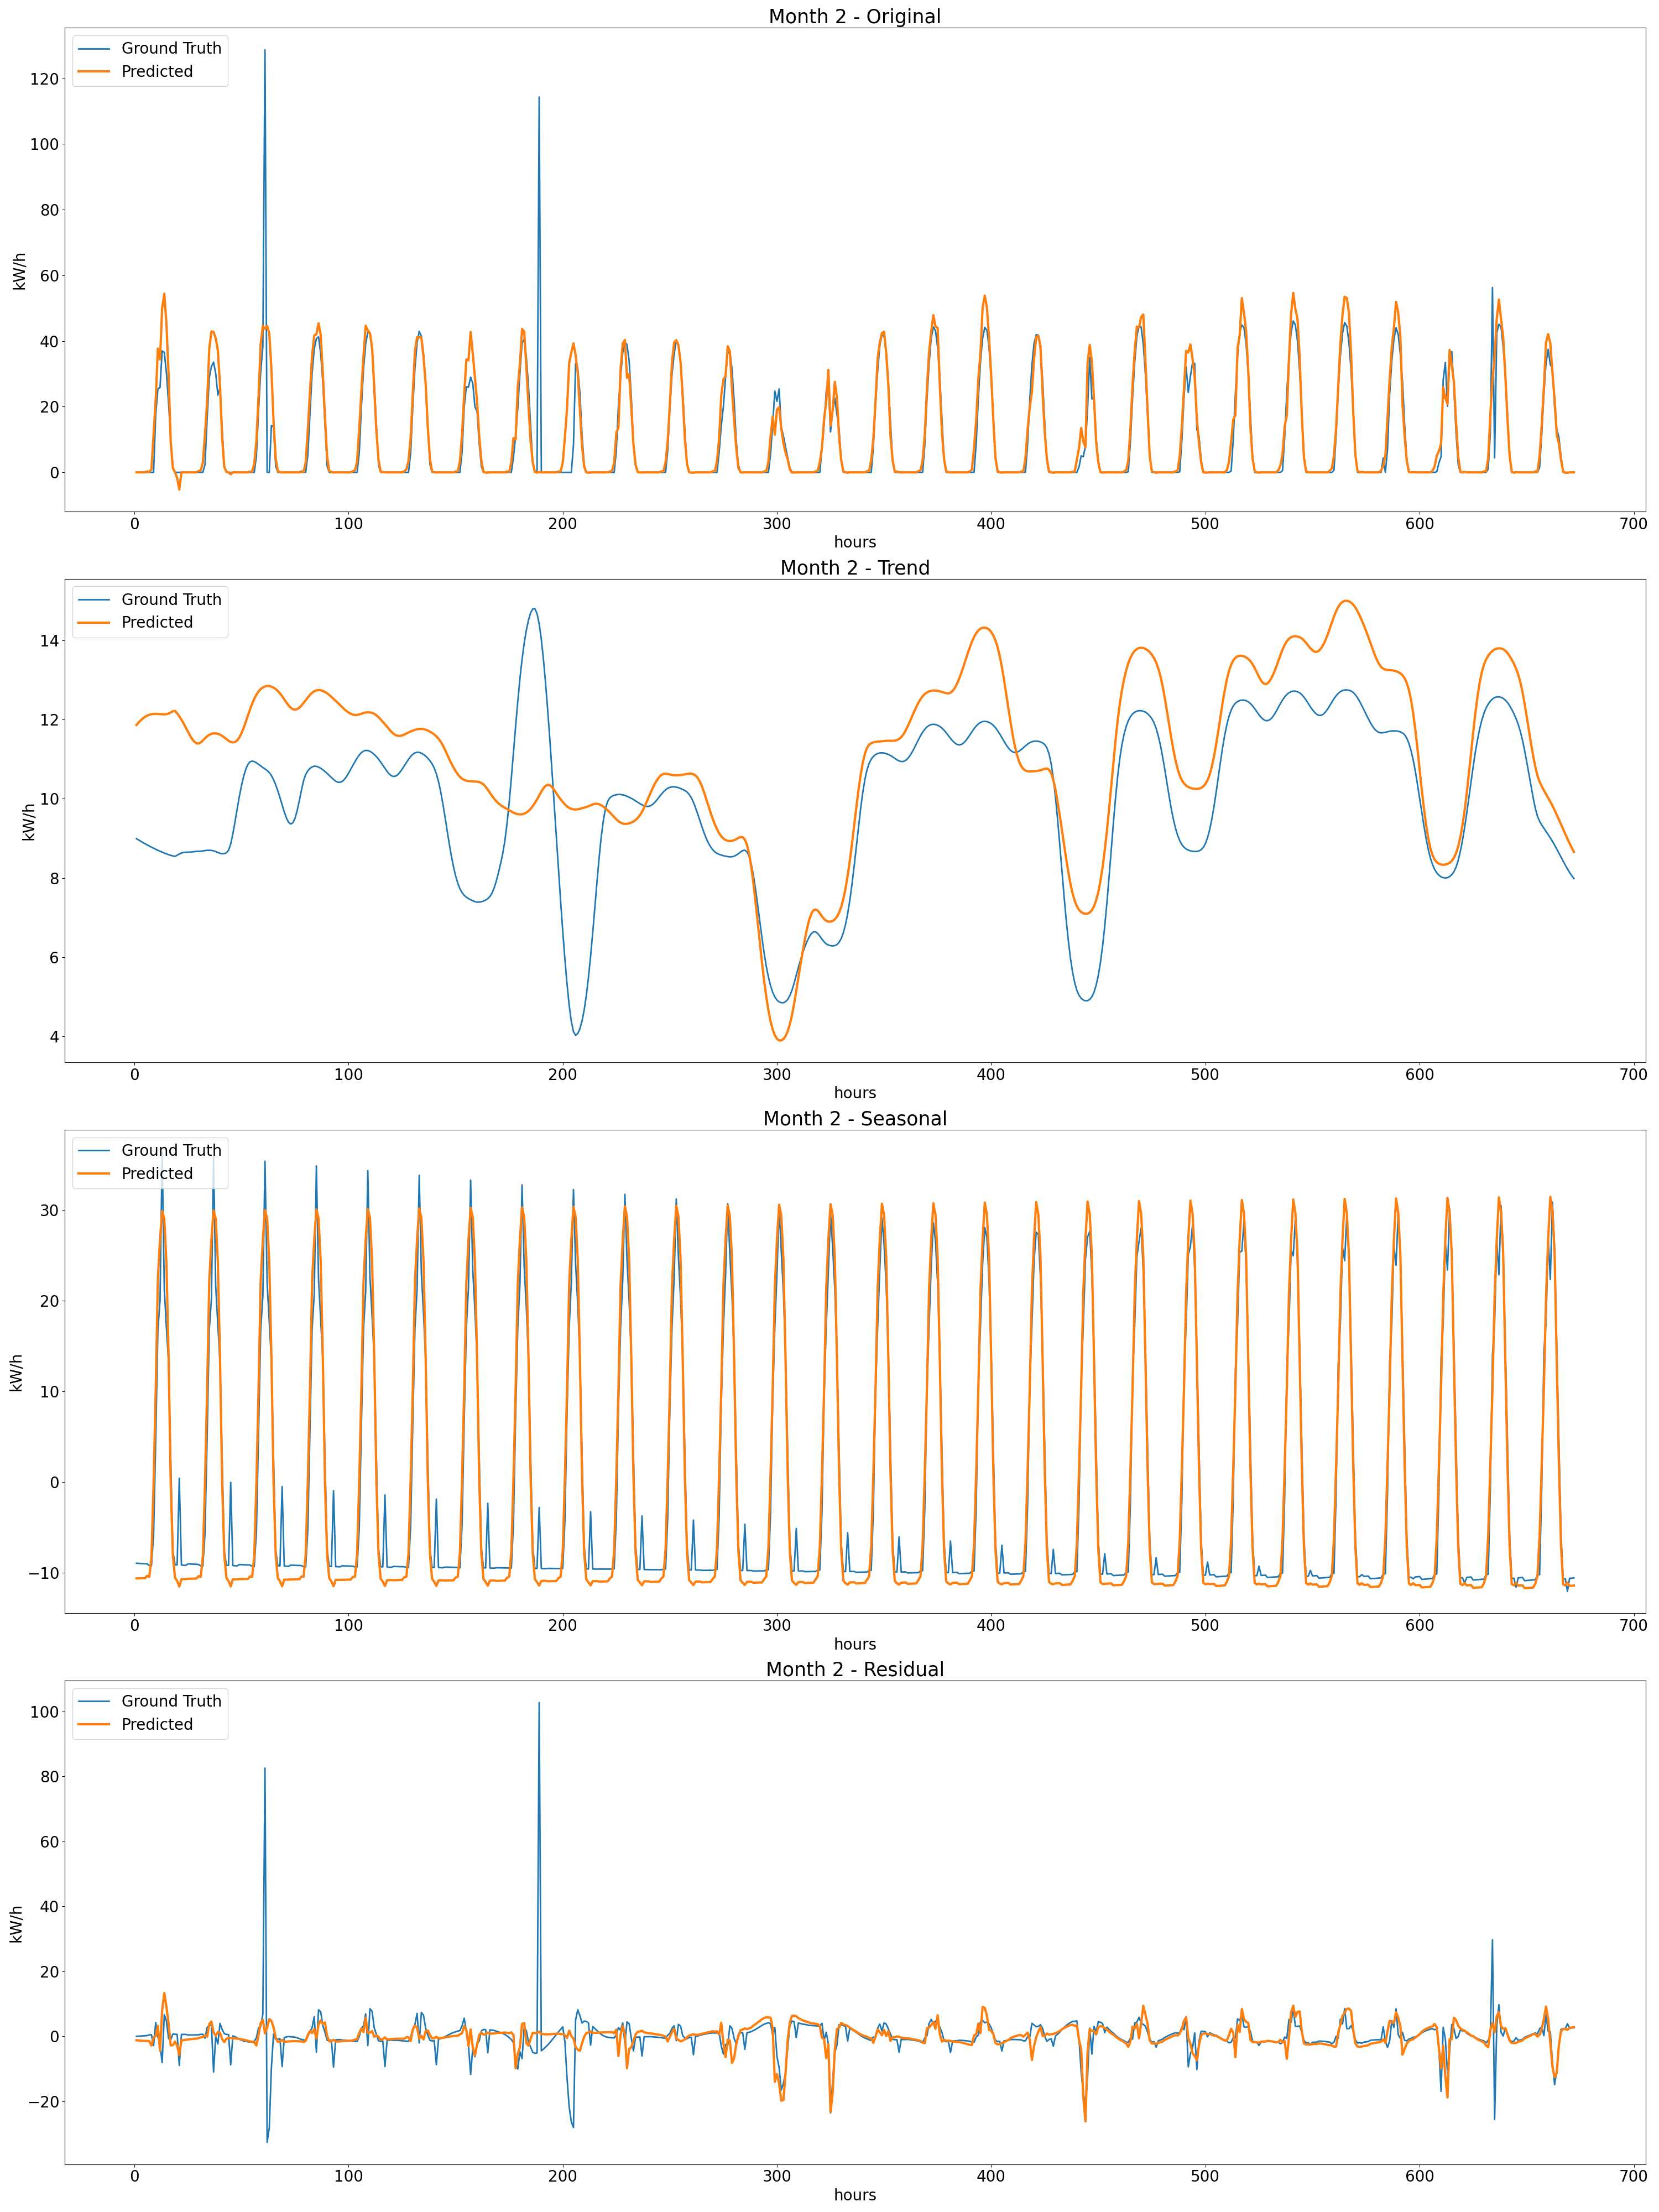 Month 2 - Original
Ground Truth
Predicted
kW/h
120
100
80
60
40
20
0
0 100 200 300 400 500 600 700
hours
Month 2 - Trend
Ground Truth
Predicted
kW/h
14
12
10
8
6
4
0 100 200 300 400 500 600 700
hours
Month 2 - Seasonal
Ground Truth
Predicted
kW/h
30
20
10
0
−10
0 100 200 300 400 500 600 700
hours
Month 2 - Residual
Ground Truth
Predicted
kW/h
100
80
60
40
20
0
−20
0 100 200 300 400 500 600 700
hours